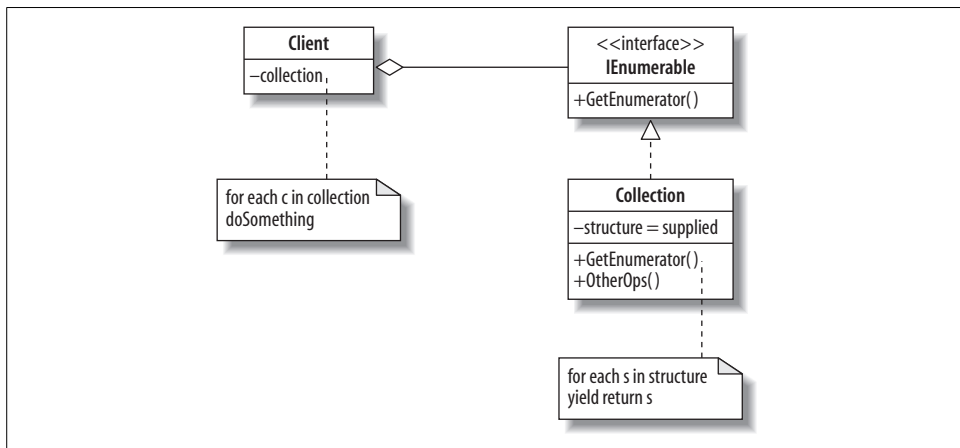 Client
–collection
<<interface>>
IEnumerable
+GetEnumerator()
for each c in collection
doSomething
Collection
–structure = supplied
+GetEnumerator()
+OtherOps()
for each s in structure
yield return s